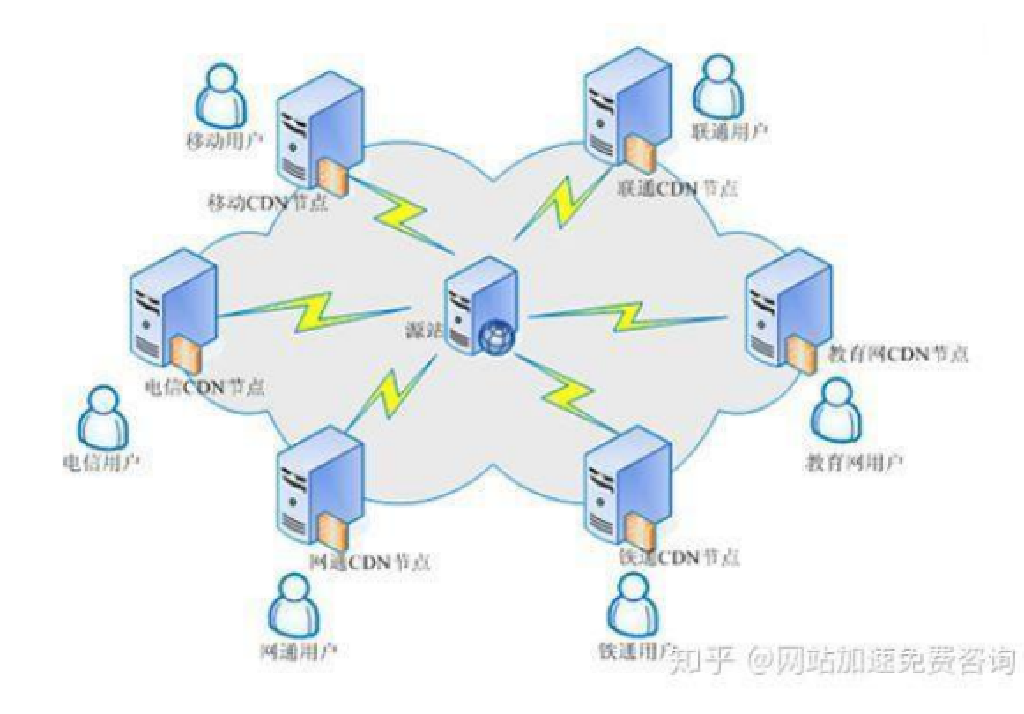 移动用户
联通用户
移动CDN节点
联通CDN节点
源站
教育网CDN节点
电信CDN节点
电信用户
教育网用户
网通CDN节点
铁通CDN节点
网通用户
铁通用户
知乎 @网站加速免费咨询